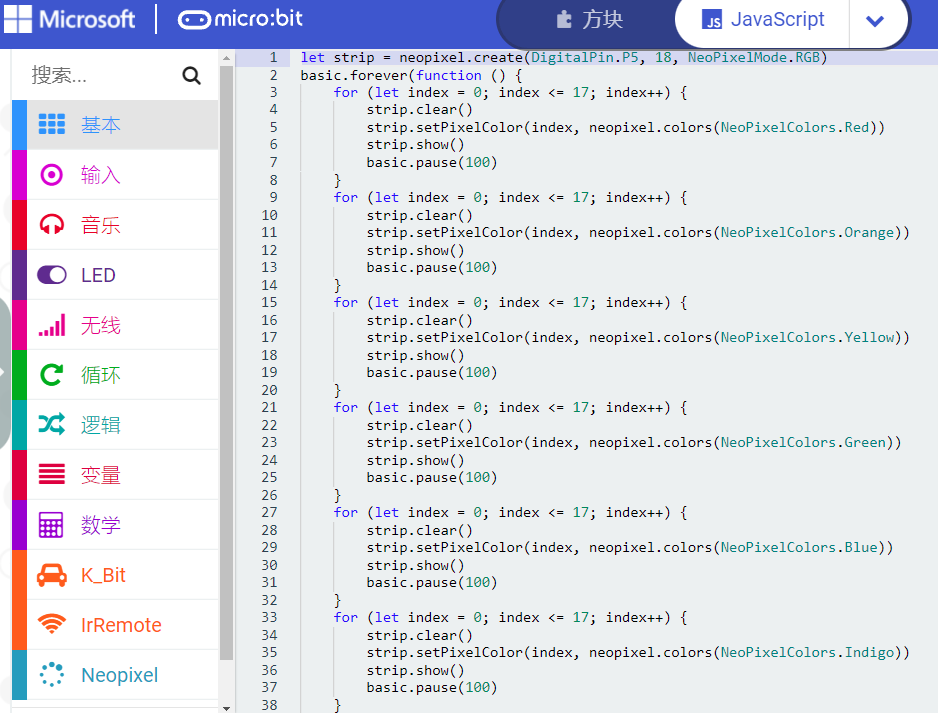 Microsoft micro:bit 方块 JS JavaScript
搜索...
基本
输入
音乐
LED
无线
循环
逻辑
变量
数学
K_Bit
IrRemote
Neopixel
1 let strip = neopixel.create(DigitalPin.P5, 18, NeoPixelMode.RGB)
2 basic.forever(function () {
3     for (let index = 0; index <= 17; index++) {
4         strip.clear()
5         strip.setPixelColor(index, neopixel.colors(NeoPixelColors.Red))
6         strip.show()
7         basic.pause(100)
8     }
9     for (let index = 0; index <= 17; index++) {
10         strip.clear()
11         strip.setPixelColor(index, neopixel.colors(NeoPixelColors.Orange))
12         strip.show()
13         basic.pause(100)
14     }
15     for (let index = 0; index <= 17; index++) {
16         strip.clear()
17         strip.setPixelColor(index, neopixel.colors(NeoPixelColors.Yellow))
18         strip.show()
19         basic.pause(100)
20     }
21     for (let index = 0; index <= 17; index++) {
22         strip.clear()
23         strip.setPixelColor(index, neopixel.colors(NeoPixelColors.Green))
24         strip.show()
25         basic.pause(100)
26     }
27     for (let index = 0; index <= 17; index++) {
28         strip.clear()
29         strip.setPixelColor(index, neopixel.colors(NeoPixelColors.Blue))
30         strip.show()
31         basic.pause(100)
32     }
33     for (let index = 0; index <= 17; index++) {
34         strip.clear()
35         strip.setPixelColor(index, neopixel.colors(NeoPixelColors.Indigo))
36         strip.show()
37         basic.pause(100)
38     }